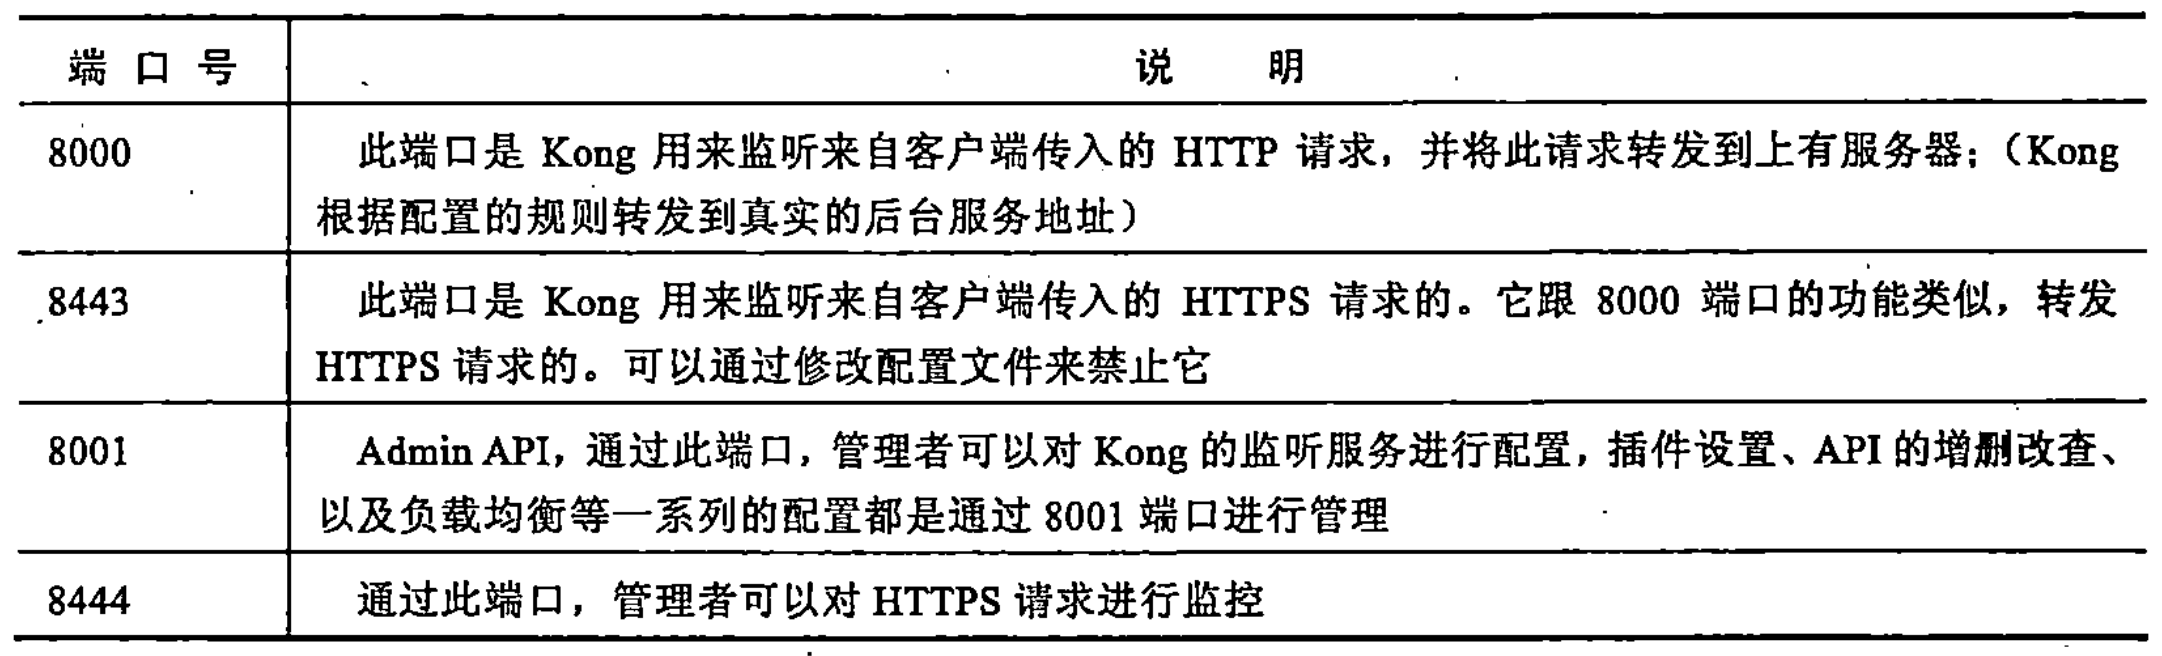 端口号 说明
8000 此端口是 Kong 用来监听来自客户端传入的 HTTP 请求，并将此请求转发到上有服务器；（Kong
根据配置的规则转发到真实的后台服务地址）
8443 此端口是 Kong 用来监听来自客户端传入的 HTTPS 请求的。它跟 8000 端口的功能类似，转发
HTTPS 请求的。可以通过修改配置文件来禁止它
8001 Admin API，通过此端口，管理者可以对 Kong 的监听服务进行配置，插件设置、API 的增删改查、
以及负载均衡等一系列的配置都是通过 8001 端口进行管理
8444 通过此端口，管理者可以对 HTTPS 请求进行监控